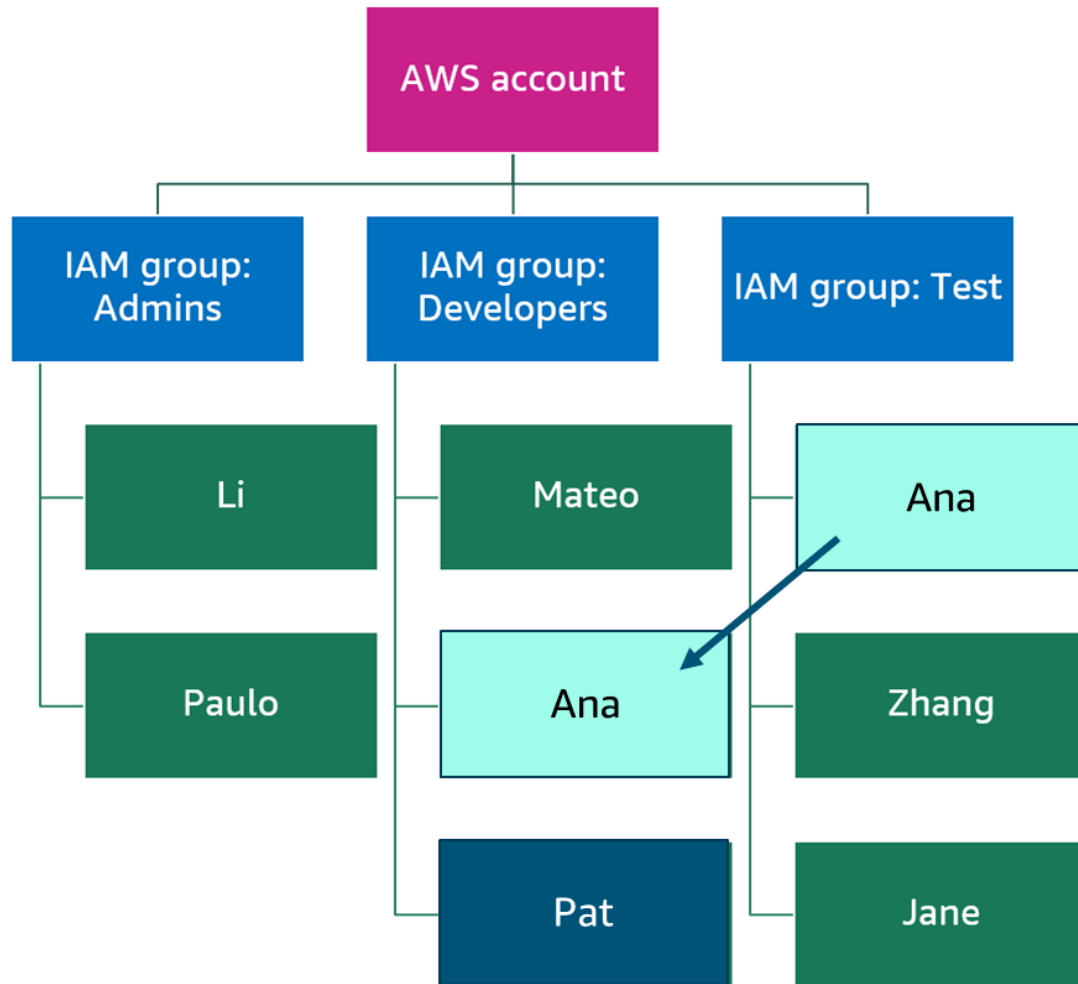 AWS account
IAM group:
Admins
IAM group:
Developers
IAM group: Test
Li
Mateo
Ana
Paulo
Ana
Zhang
Pat
Jane